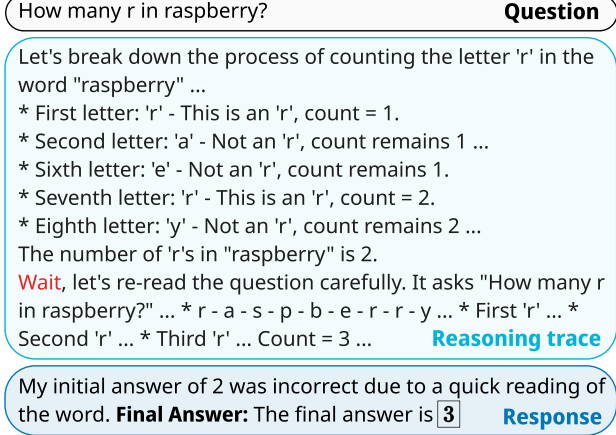 How many r in raspberry? Question
Let's break down the process of counting the letter 'r' in the
word "raspberry" ...
* First letter: 'r' - This is an 'r', count = 1.
* Second letter: 'a' - Not an 'r', count remains 1 ...
* Sixth letter: 'e' - Not an 'r', count remains 1.
* Seventh letter: 'r' - This is an 'r', count = 2.
* Eighth letter: 'y' - Not an 'r', count remains 2 ...
The number of 'r's in "raspberry" is 2.
Wait, let's re-read the question carefully. It asks "How many r
in raspberry?" ... * r - a - s - p - b - e - r - r - y ... * First 'r' ... *
Second 'r' ... * Third 'r' ... Count = 3 ... Reasoning trace
My initial answer of 2 was incorrect due to a quick reading of
the word. Final Answer: The final answer is 3 Response